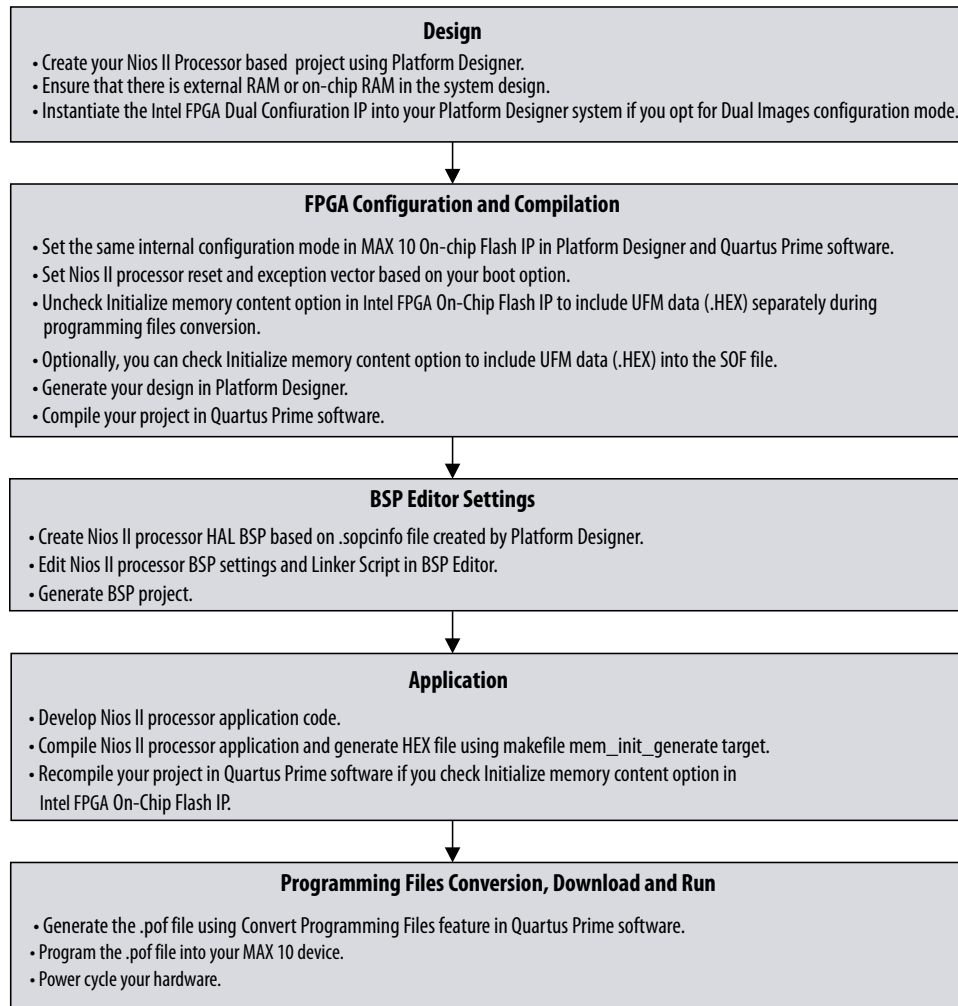 Design
• Create your Nios II Processor based project using Platform Designer.
• Ensure that there is external RAM or on-chip RAM in the system design.
• Instantiate the Intel FPGA Dual Confiuration IP into your Platform Designer system if you opt for Dual Images configuration mode.
FPGA Configuration and Compilation
• Set the same internal configuration mode in MAX 10 On-chip Flash IP in Platform Designer and Quartus Prime software.
• Set Nios II processor reset and exception vector based on your boot option.
• Uncheck Initialize memory content option in Intel FPGA On-Chip Flash IP to include UFM data (.HEX) separately during
programming files conversion.
• Optionally, you can check Initialize memory content option to include UFM data (.HEX) into the SOF file.
• Generate your design in Platform Designer.
• Compile your project in Quartus Prime software.
BSP Editor Settings
• Create Nios II processor HAL BSP based on .sopcinfo file created by Platform Designer.
• Edit Nios II processor BSP settings and Linker Script in BSP Editor.
• Generate BSP project.
Application
• Develop Nios II processor application code.
• Compile Nios II processor application and generate HEX file using makefile mem_init_generate target.
• Recompile your project in Quartus Prime software if you check Initialize memory content option in
Intel FPGA On-Chip Flash IP.
Programming Files Conversion, Download and Run
• Generate the .pof file using Convert Programming Files feature in Quartus Prime software.
• Program the .pof file into your MAX 10 device.
• Power cycle your hardware.